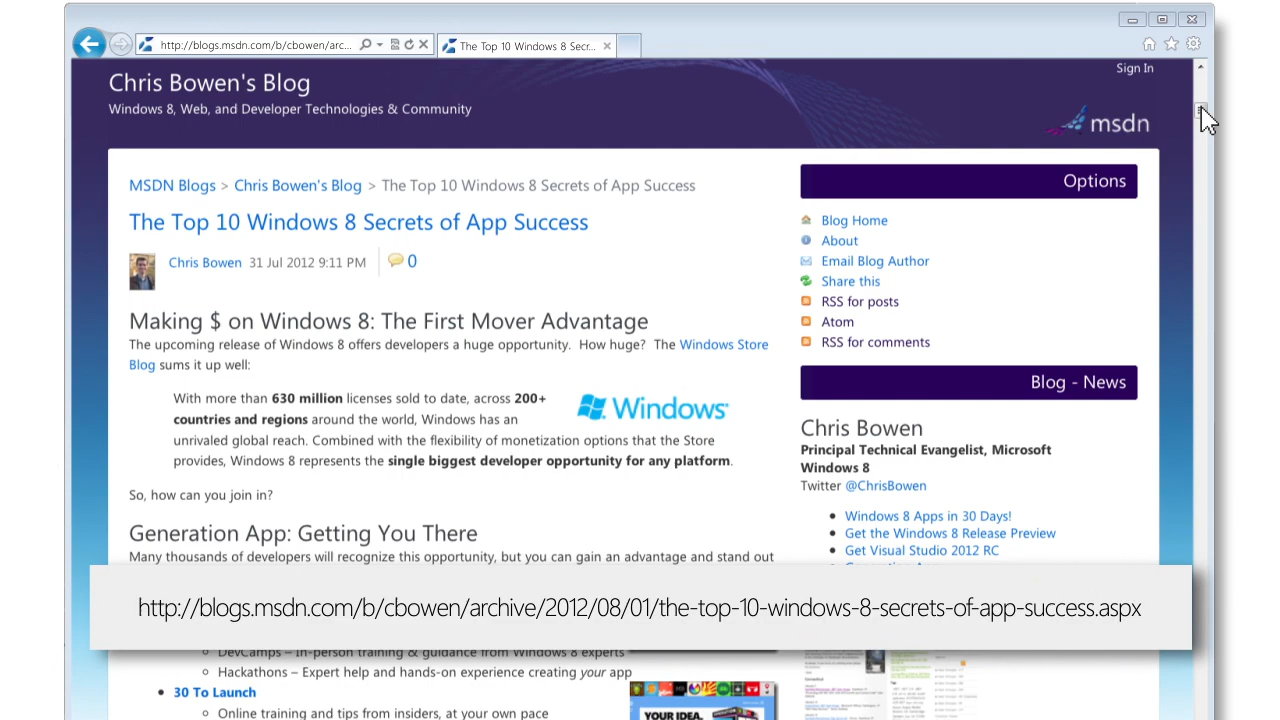 http://blogs.msdn.com/b/cbowen/arc...
The Top 10 Windows 8 Secr...
Sign In
Chris Bowen's Blog
Windows 8, Web, and Developer Technologies & Community
msdn
MSDN Blogs > Chris Bowen's Blog > The Top 10 Windows 8 Secrets of App Success
The Top 10 Windows 8 Secrets of App Success
Chris Bowen 31 Jul 2012 9:11 PM 0
Making $ on Windows 8: The First Mover Advantage
The upcoming release of Windows 8 offers developers a huge opportunity. How huge? The Windows Store
Blog sums it up well:
With more than 630 million licenses sold to date, across 200+
countries and regions around the world, Windows has an
unrivaled global reach. Combined with the flexibility of monetization options that the Store
provides, Windows 8 represents the single biggest developer opportunity for any platform.
Windows
So, how can you join in?
Generation App: Getting You There
Many thousands of developers will recognize this opportunity, but you can gain an advantage and stand out
Options
Blog Home
About
Email Blog Author
Share this
RSS for posts
Atom
RSS for comments
Blog - News
Chris Bowen
Principal Technical Evangelist, Microsoft
Windows 8
Twitter @ChrisBowen
Windows 8 Apps in 30 Days!
Get the Windows 8 Release Preview
Get Visual Studio 2012 RC
http://blogs.msdn.com/b/cbowen/archive/2012/08/01/the-top-10-windows-8-secrets-of-app-success.aspx
DevCamps – In-person training & guidance from Windows 8 experts
Hackathons – Expert help and hands-on experience creating your app
30 To Launch
Online training and tips from insiders, at your own pace
YOUR IDEA.